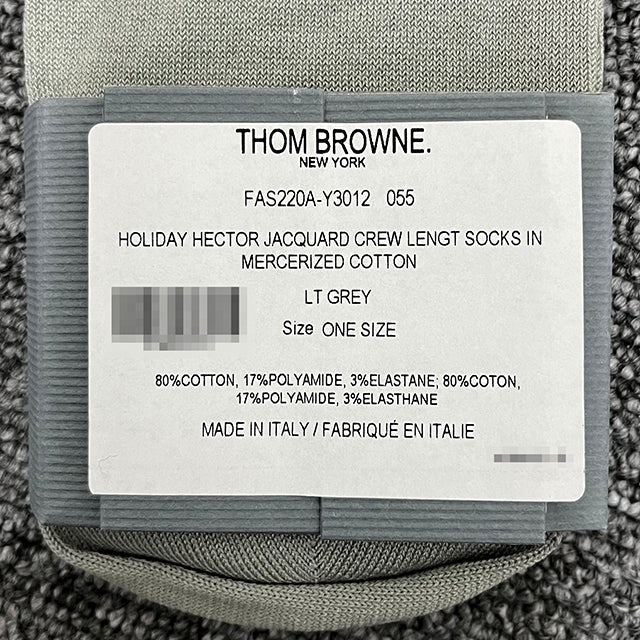 THOM BROWNE.
NEW YORK
FAS220A-Y3012 055
HOLIDAY HECTOR JACQUARD CREW LENGT SOCKS IN
MERCERIZED COTTON
LT GREY
Size ONE SIZE
80%COTTON, 17%POLYAMIDE, 3%ELASTANE; 80%COTON,
17%POLYAMIDE, 3%ELASTHANE
MADE IN ITALY / FABRIQUÉ EN ITALIE